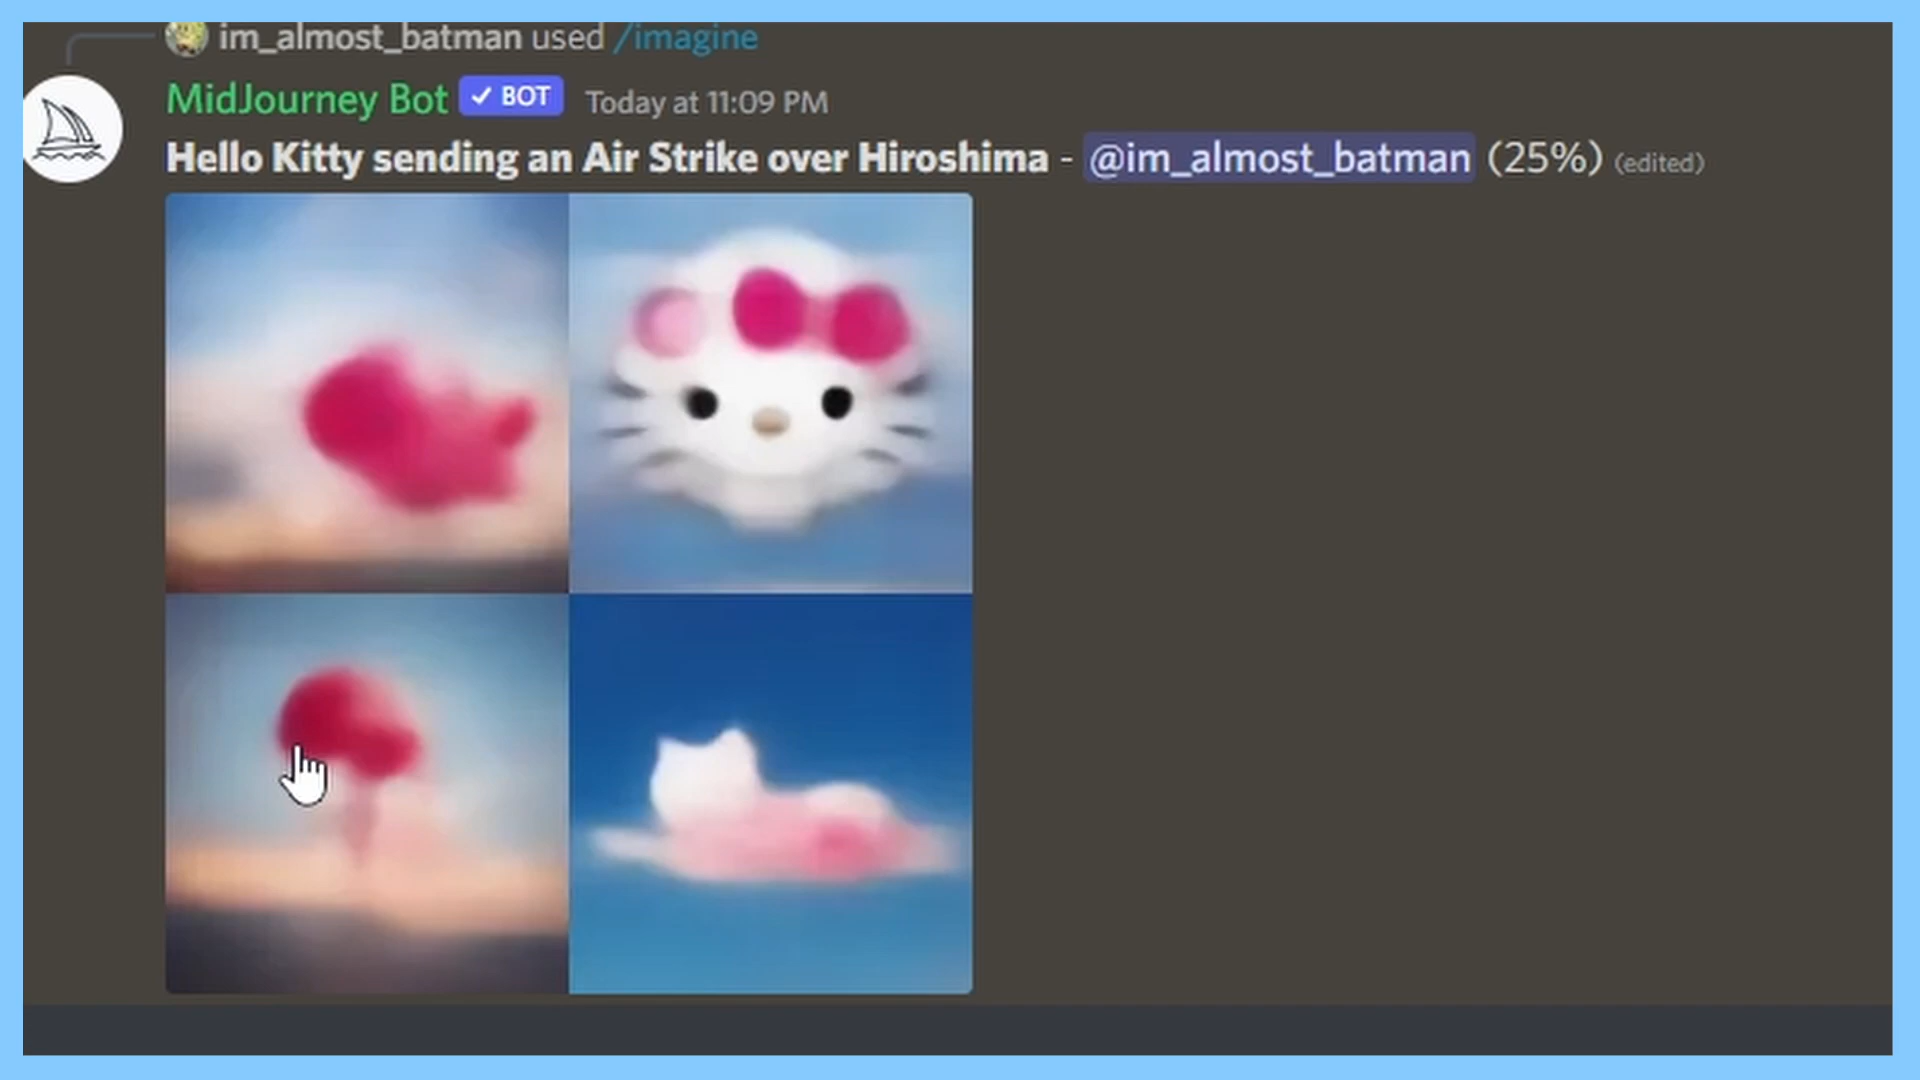 im_almost_batman used /imagine
MidJourney Bot ✓ BOT Today at 11:09 PM
Hello Kitty sending an Air Strike over Hiroshima - @im_almost_batman (25%) (edited)